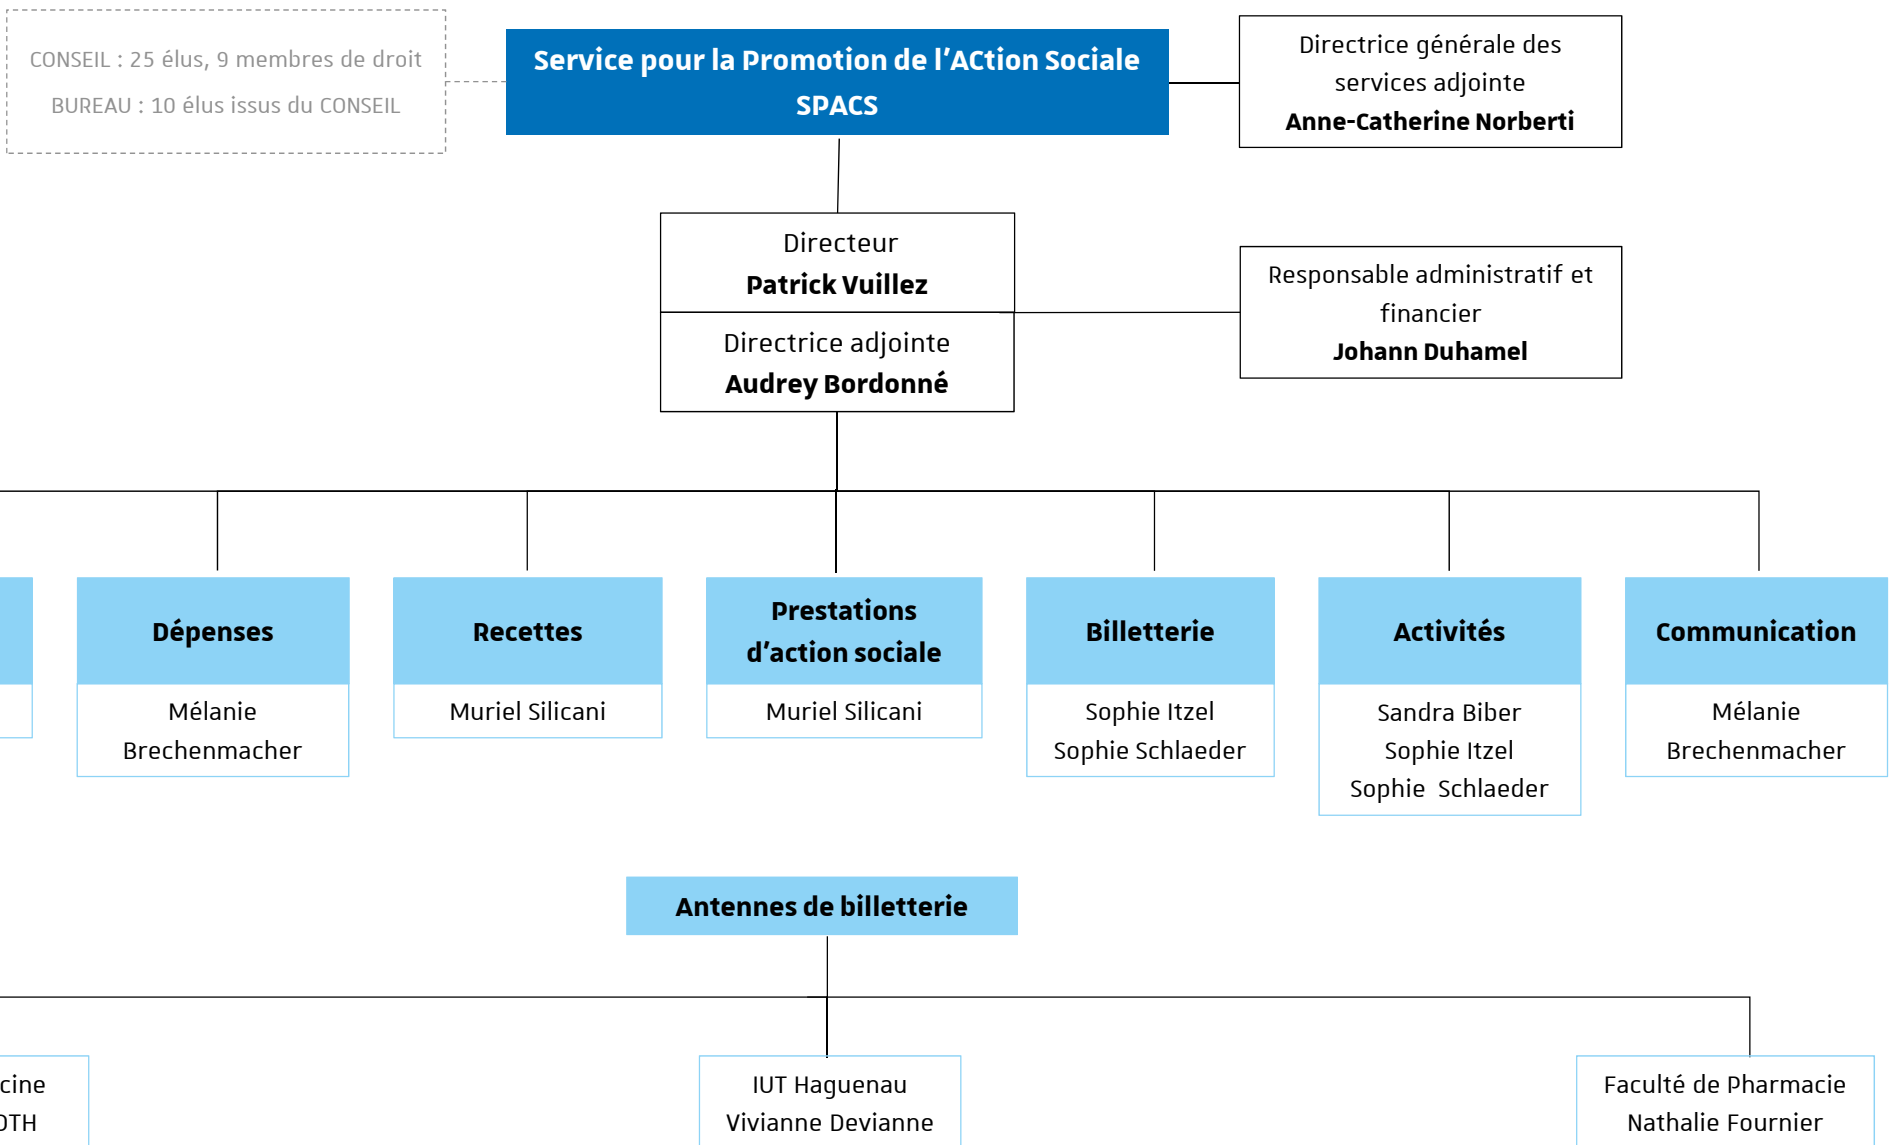 CONSEIL : 25 élus, 9 membres de droit
BUREAU : 10 élus issus du CONSEIL
Service pour la Promotion de l'ACtion Sociale
SPACS
Directrice générale des
services adjointe
Anne-Catherine Norberti
Directeur
Patrick Vuillez
Directrice adjointe
Audrey Bordonné
Responsable administratif et
financier
Johann Duhamel
Dépenses
Mélanie
Brechenmacher
Recettes
Muriel Silicani
Prestations
d'action sociale
Muriel Silicani
Billetterie
Sophie Itzel
Sophie Schlaeder
Activités
Sandra Biber
Sophie Itzel
Sophie Schlaeder
Communication
Mélanie
Brechenmacher
Antennes de billetterie
cine
OTH
IUT Haguenau
Vivianne Devianne
Faculté de Pharmacie
Nathalie Fournier